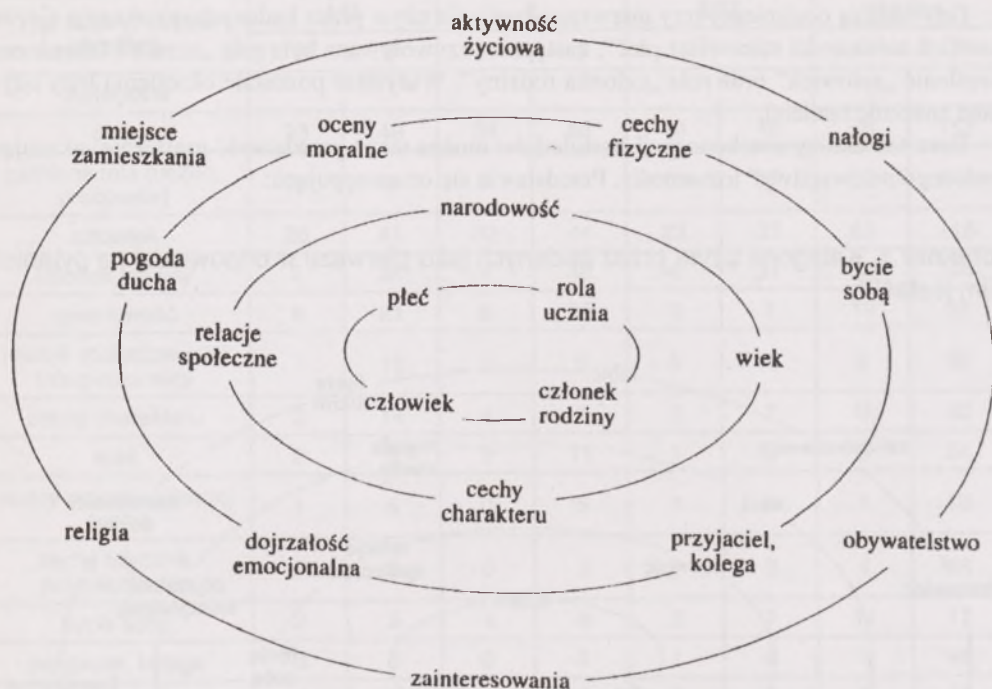 aktywność
życiowa
miejsce
zamieszkania
oceny
moralne
cechy
fizyczne
nałogi
narodowość
pogoda
ducha
bycie
sobą
płeć
rola
ucznia
relacje
społeczne
wiek
człowiek
członek
rodziny
cechy
charakteru
religia
dojrzałość
emocjonalna
przyjaciel,
kolega
obywatelstwo
zainteresowania